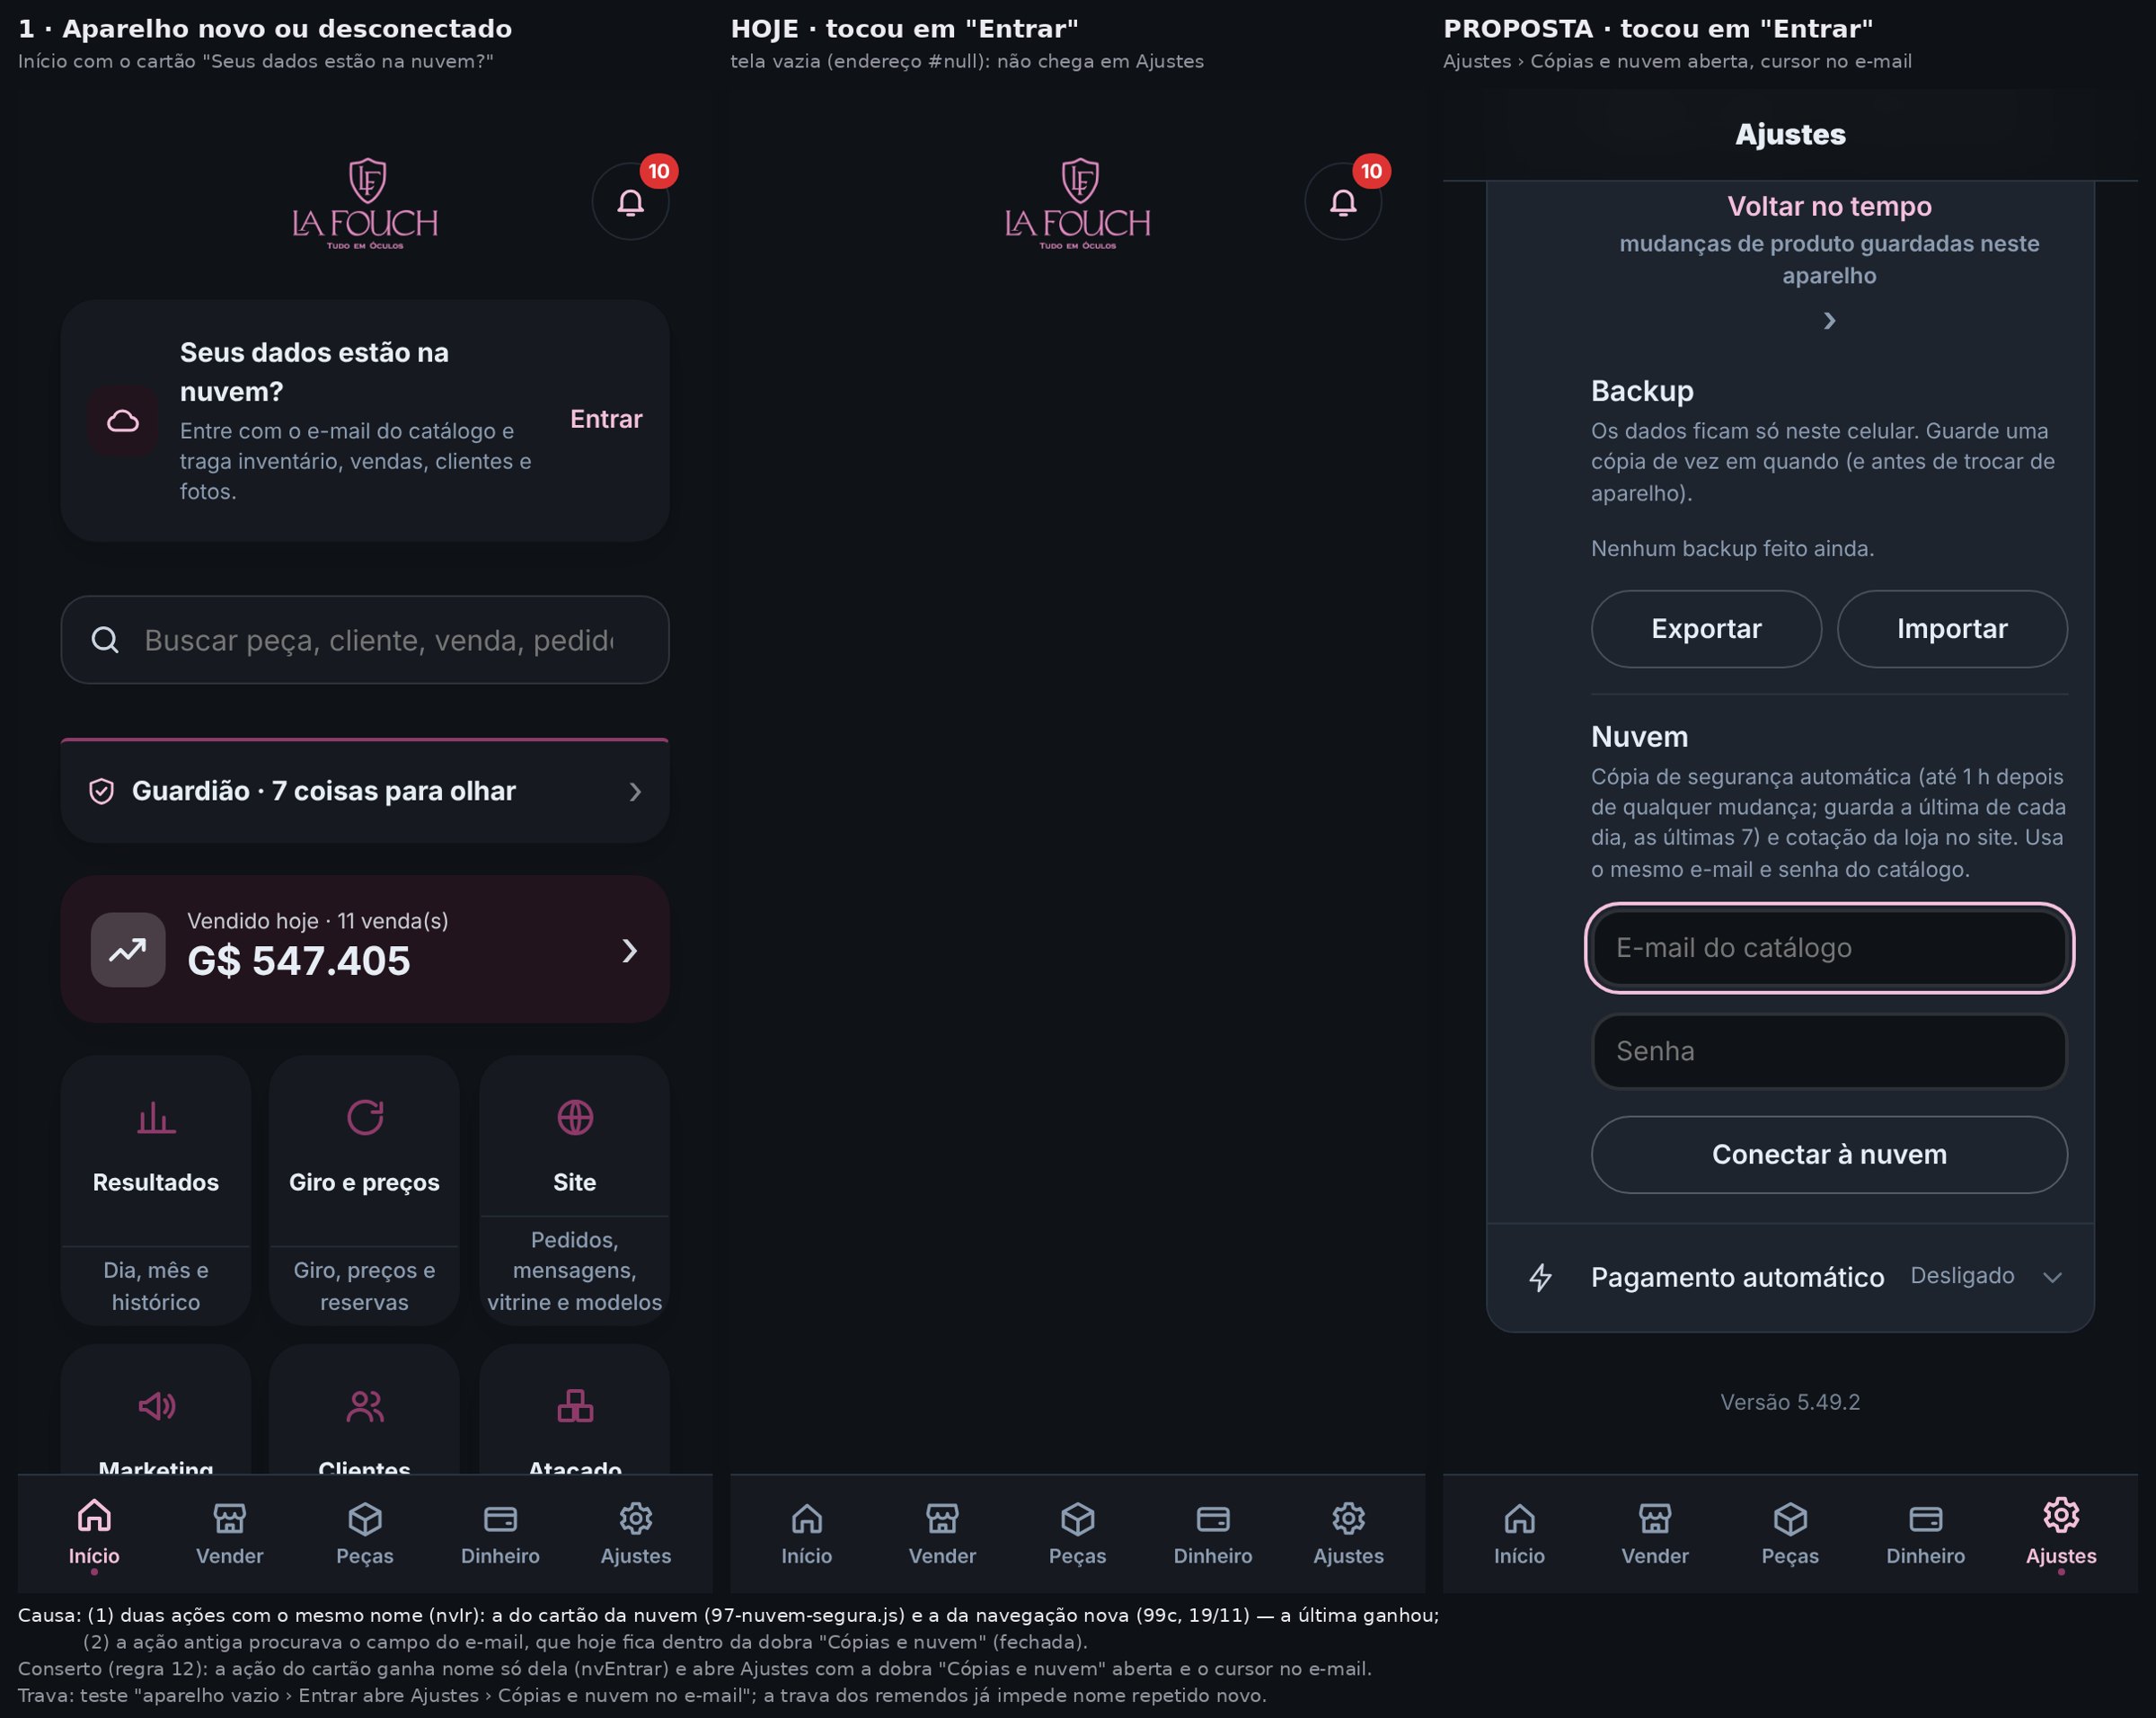 1 · Aparelho novo ou desconectado
Início com o cartão "Seus dados estão na nuvem?"
LF
LA FOUCH
TUDO EM ÓCULOS
10
Seus dados estão na
nuvem?
Entre com o e-mail do catálogo e
traga inventário, vendas, clientes e
fotos.
Entrar
Buscar peça, cliente, venda, pedid
Guardião · 7 coisas para olhar
Vendido hoje · 11 venda(s)
G$ 547.405
Resultados
Dia, mês e
histórico
Giro e preços
Giro, preços e
reservas
Site
Pedidos,
mensagens,
vitrine e modelos
Marketing
Clientes
Atacado
Início
Vender
Peças
Dinheiro
Ajustes
HOJE · tocou em "Entrar"
tela vazia (endereço #null): não chega em Ajustes
LF
LA FOUCH
TUDO EM ÓCULOS
10
Início
Vender
Peças
Dinheiro
Ajustes
PROPOSTA · tocou em "Entrar"
Ajustes › Cópias e nuvem aberta, cursor no e-mail
Ajustes
Voltar no tempo
mudanças de produto guardadas neste
aparelho
Backup
Os dados ficam só neste celular. Guarde uma
cópia de vez em quando (e antes de trocar de
aparelho).
Nenhum backup feito ainda.
Exportar
Importar
Nuvem
Cópia de segurança automática (até 1 h depois
de qualquer mudança; guarda a última de cada
dia, as últimas 7) e cotação da loja no site. Usa
o mesmo e-mail e senha do catálogo.
E-mail do catálogo
Senha
Conectar à nuvem
Pagamento automático
Desligado
Versão 5.49.2
Início
Vender
Peças
Dinheiro
Ajustes
Causa: (1) duas ações com o mesmo nome (nvIr): a do cartão da nuvem (97-nuvem-segura.js) e a da navegação nova (99c, 19/11) — a última ganhou;
(2) a ação antiga procurava o campo do e-mail, que hoje fica dentro da dobra "Cópias e nuvem" (fechada).
Conserto (regra 12): a ação do cartão ganha nome só dela (nvEntrar) e abre Ajustes com a dobra "Cópias e nuvem" aberta e o cursor no e-mail.
Trava: teste "aparelho vazio › Entrar abre Ajustes › Cópias e nuvem no e-mail"; a trava dos remendos já impede nome repetido novo.